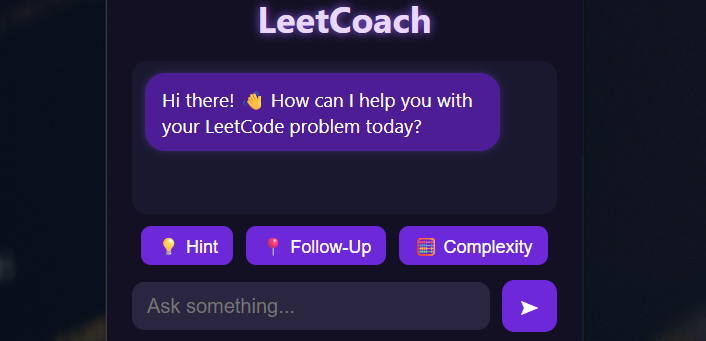 LeetCoach
Hi there! 👋 How can I help you with
your LeetCode problem today?
💡 Hint
📍 Follow-Up
🧮 Complexity
Ask something...
➤